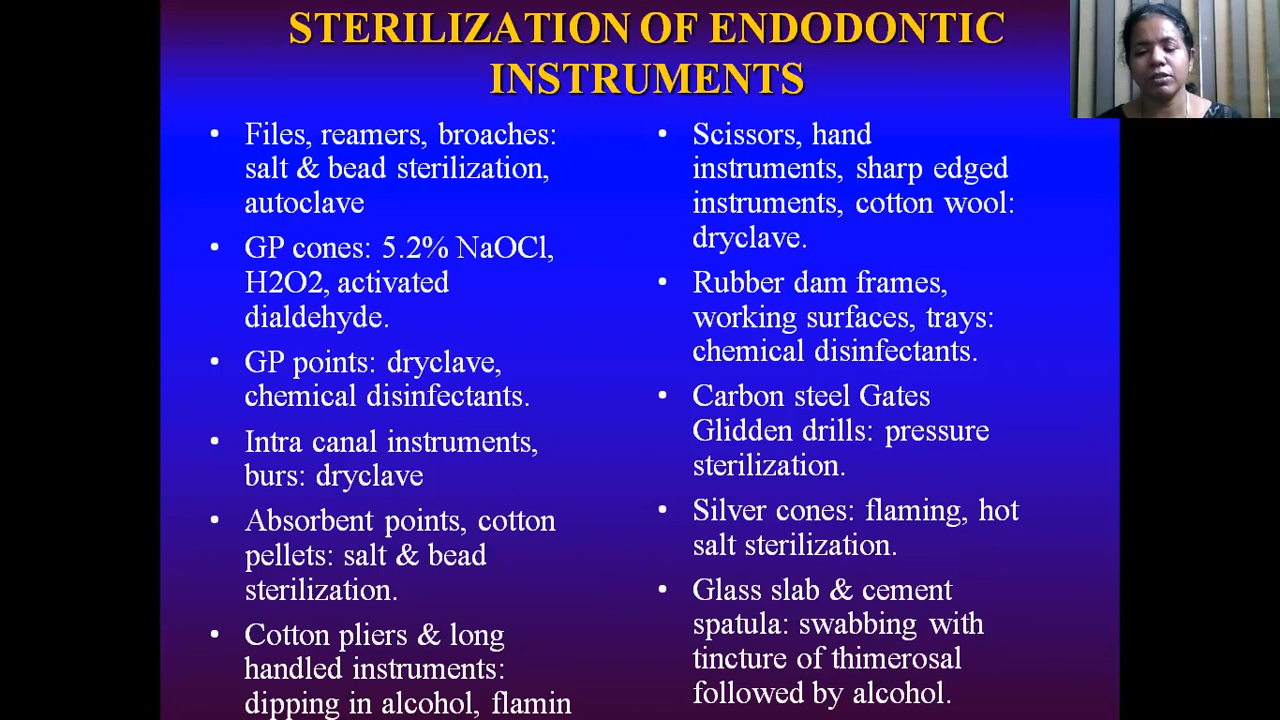 STERILIZATION OF ENDODONTIC
INSTRUMENTS
• Files, reamers, broaches:
salt & bead sterilization,
autoclave
• GP cones: 5.2% NaOCl,
H2O2, activated
dialdehyde.
• GP points: dryclave,
chemical disinfectants.
• Intra canal instruments,
burs: dryclave
• Absorbent points, cotton
pellets: salt & bead
sterilization.
• Cotton pliers & long
handled instruments:
dipping in alcohol, flamin
• Scissors, hand
instruments, sharp edged
instruments, cotton wool:
dryclave.
• Rubber dam frames,
working surfaces, trays:
chemical disinfectants.
• Carbon steel Gates
Glidden drills: pressure
sterilization.
• Silver cones: flaming, hot
salt sterilization.
• Glass slab & cement
spatula: swabbing with
tincture of thimerosal
followed by alcohol.